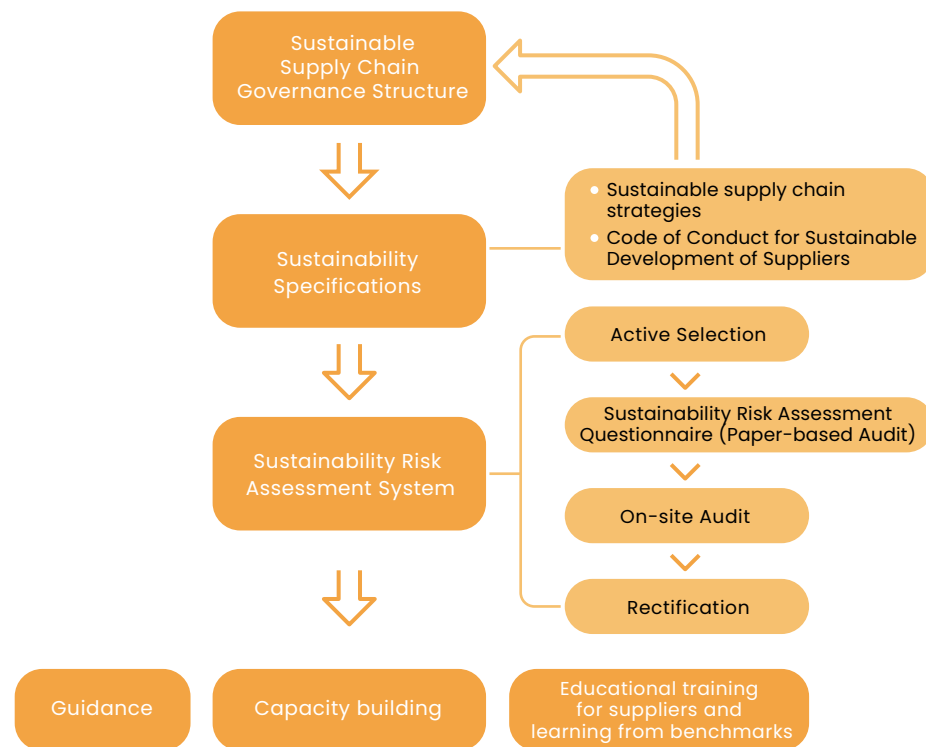 Sustainable
Supply Chain
Governance Structure
Sustainable supply chain
strategies
Code of Conduct for Sustainable
Development of Suppliers
Sustainability
Specifications
Active Selection
Sustainability Risk Assessment
Questionnaire (Paper-based Audit)
Sustainability Risk
Assessment System
On-site Audit
Rectification
Guidance
Capacity building
Educational training
for suppliers and
learning from benchmarks